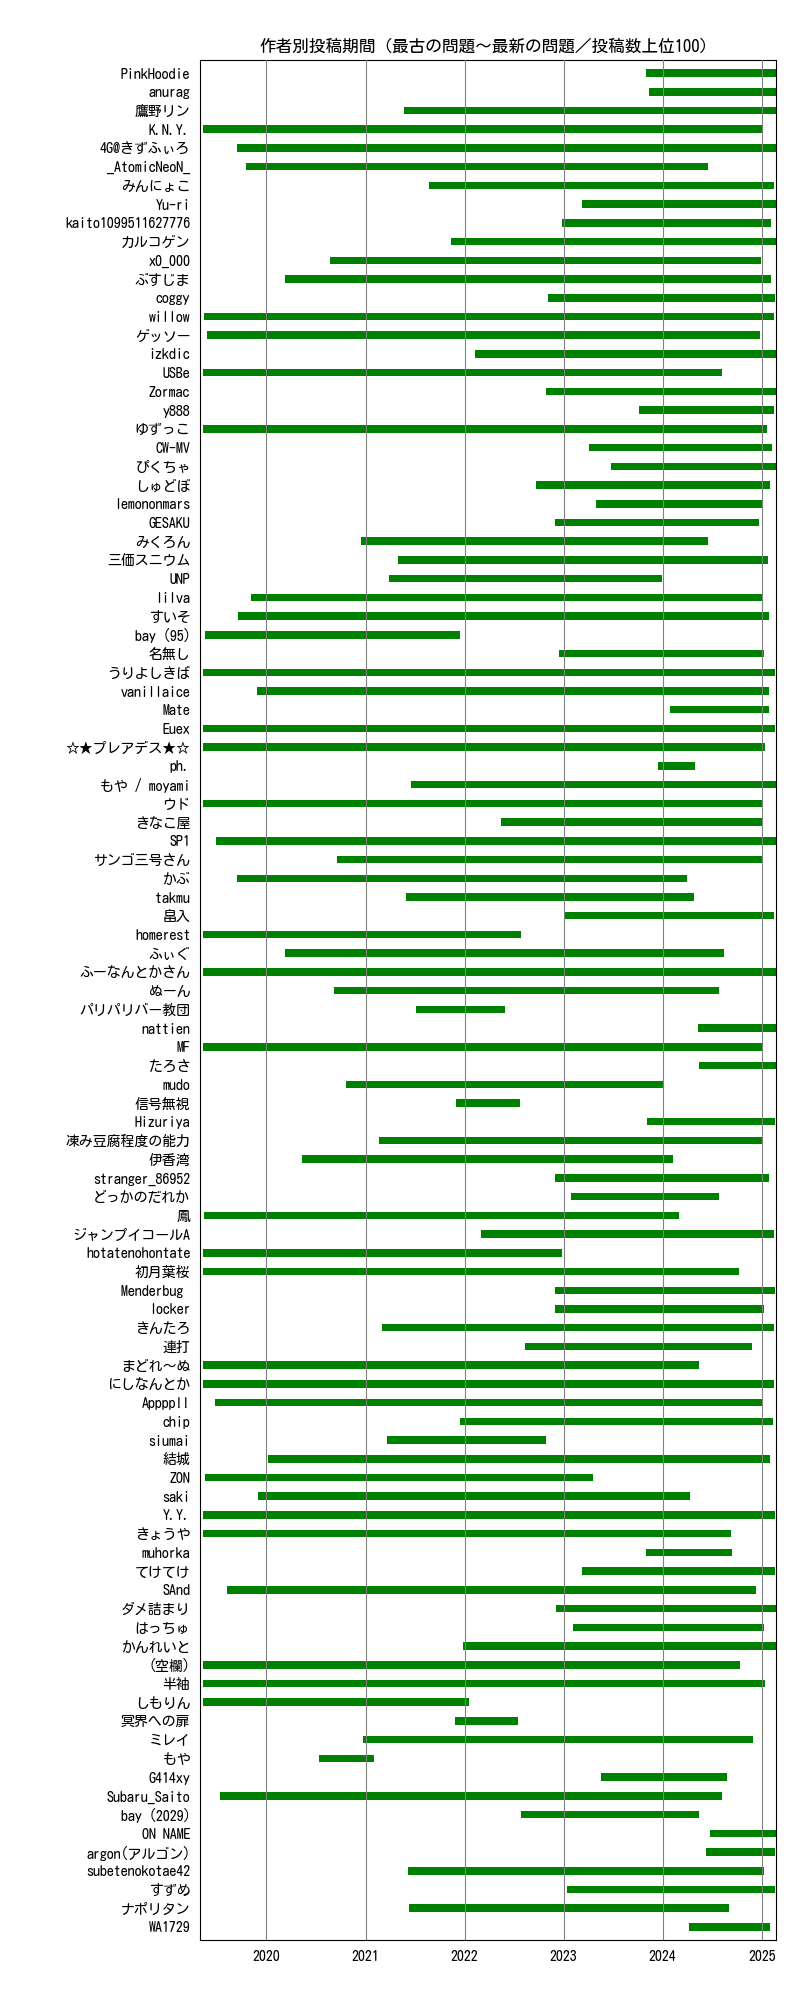 作者別投稿期間（最古の問題～最新の問題／投稿数上位100）
PinkHoodie
anurag
鷹野リン
K.N.Y.
4G@きずふぃろ
_AtomicNeoN_
みんにょこ
Yu-ri
kaito1099511627776
カルコゲン
x0_000
ぶすじま
coggy
willow
ゲッソー
izkdic
USBe
Zormac
y888
ゆずっこ
CW-MV
ぴくちゃ
しゅどぼ
lemononmars
GESAKU
みくろん
三価スニウム
UNP
lilva
すいそ
bay (95)
名無し
うりよしきば
vanillaice
Mate
Euex
☆★プレアデス★☆
ph.
もや / moyami
ウド
きなこ屋
SP1
サンゴ三号さん
かぶ
takmu
畠入
homerest
ふぃぐ
ふーなんとかさん
ぬーん
パリパリバー教団
nattien
MF
たろさ
mudo
信号無視
Hizuriya
凍み豆腐程度の能力
伊香湾
stranger_86952
どっかのだれか
鳳
ジャンプイコールA
hotatenohontate
初月葉桜
Menderbug
locker
きんたろ
連打
まどれ～ぬ
にしなんとか
Appppll
chip
siumai
結城
ZON
saki
Y.Y.
きょうや
muhorka
てけてけ
SAnd
ダメ詰まり
はっちゅ
かんれいと
(空欄)
半袖
しもりん
冥界への扉
ミレイ
もや
G414xy
Subaru_Saito
bay (2029)
ON NAME
argon(アルゴン)
subetenokotae42
すずめ
ナポリタン
WA1729
2020 2021 2022 2023 2024 2025